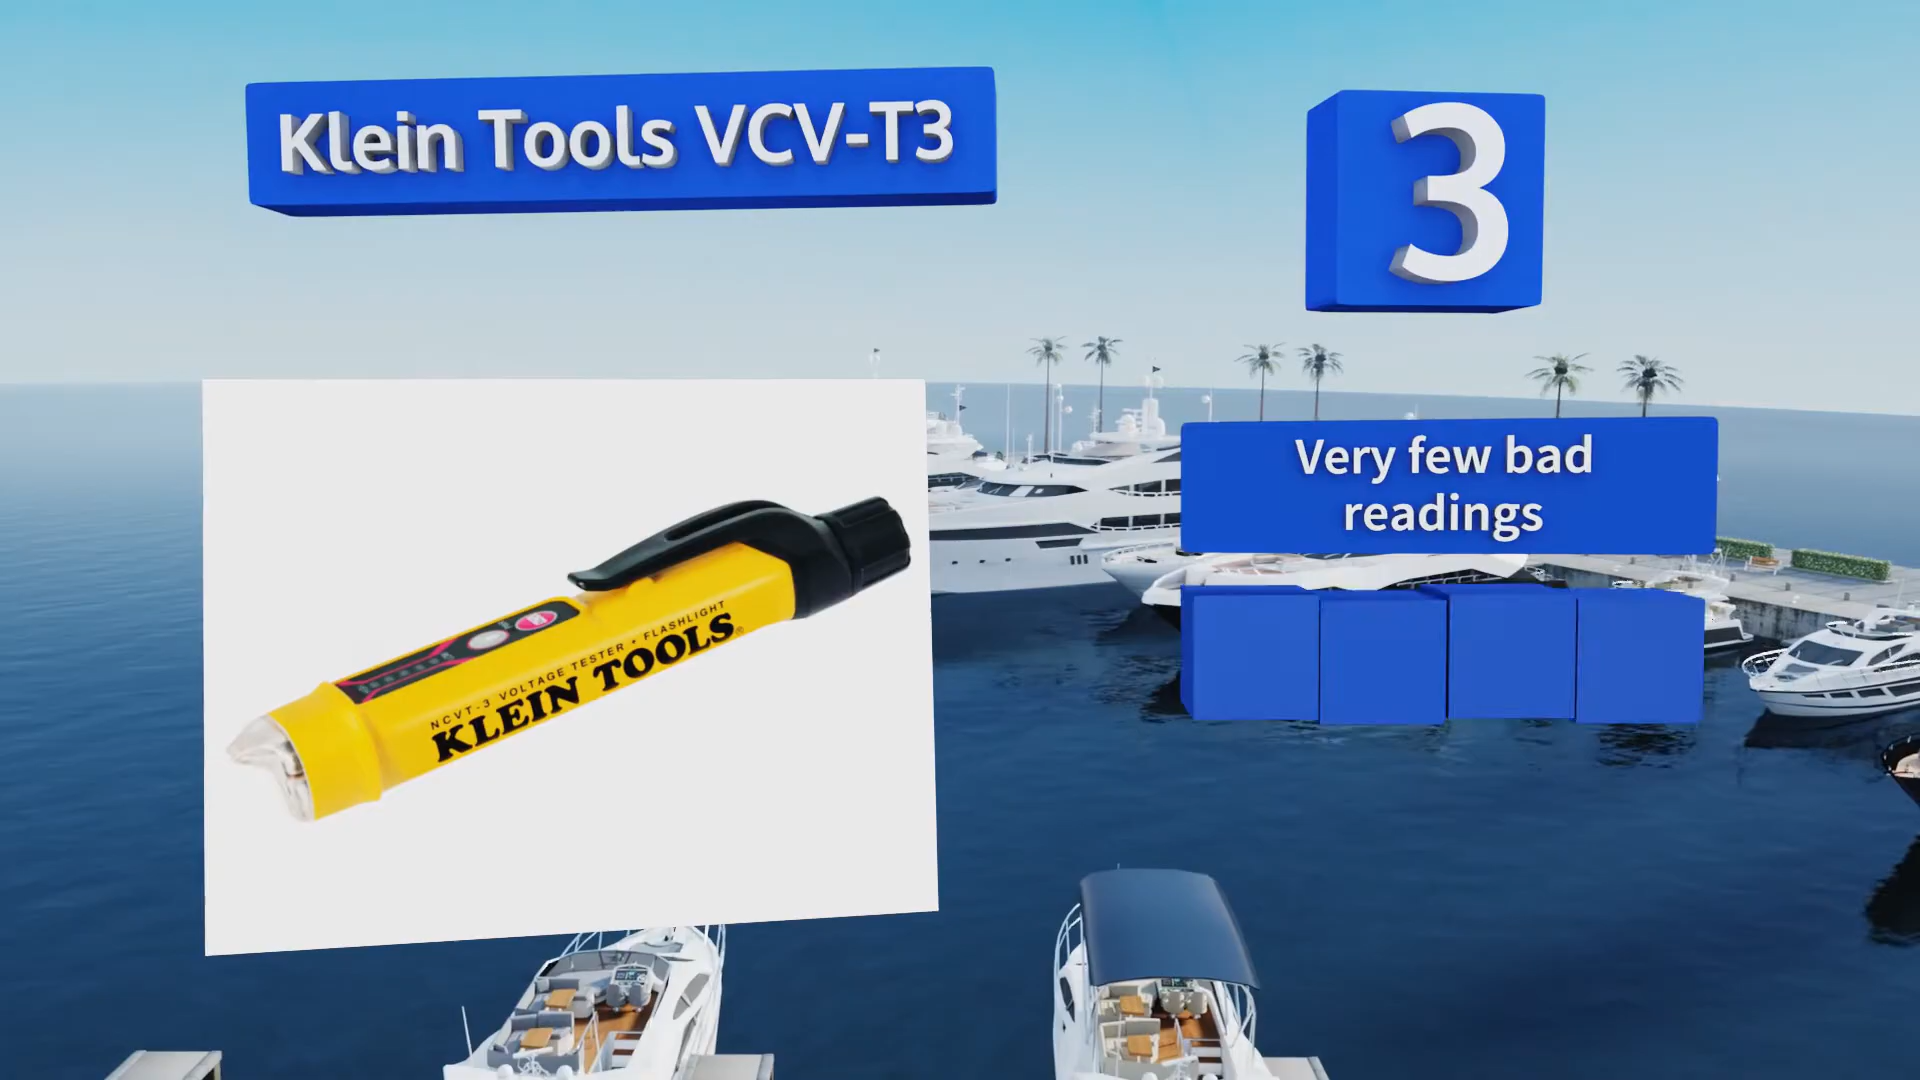 Klein Tools VCV-T3
3
Very few bad
readings
NCVT-3 VOLTAGE TESTER • FLASHLIGHT
KLEIN TOOLS®